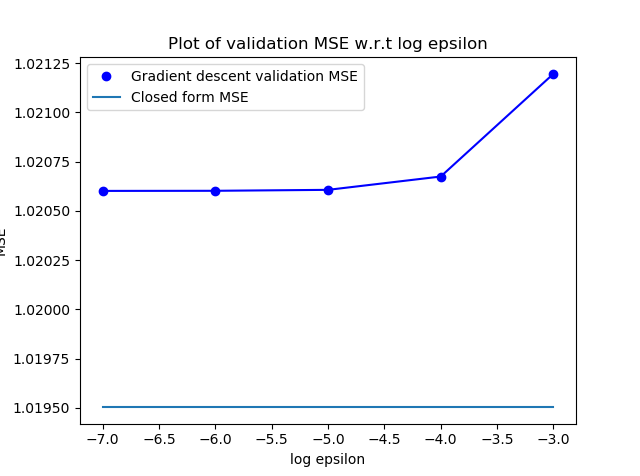 Plot of validation MSE w.r.t log epsilon
Gradient descent validation MSE
Closed form MSE
1.02125
1.02100
1.02075
1.02050
1.02025
1.02000
1.01975
1.01950
MSE
−7.0 −6.5 −6.0 −5.5 −5.0 −4.5 −4.0 −3.5 −3.0
log epsilon